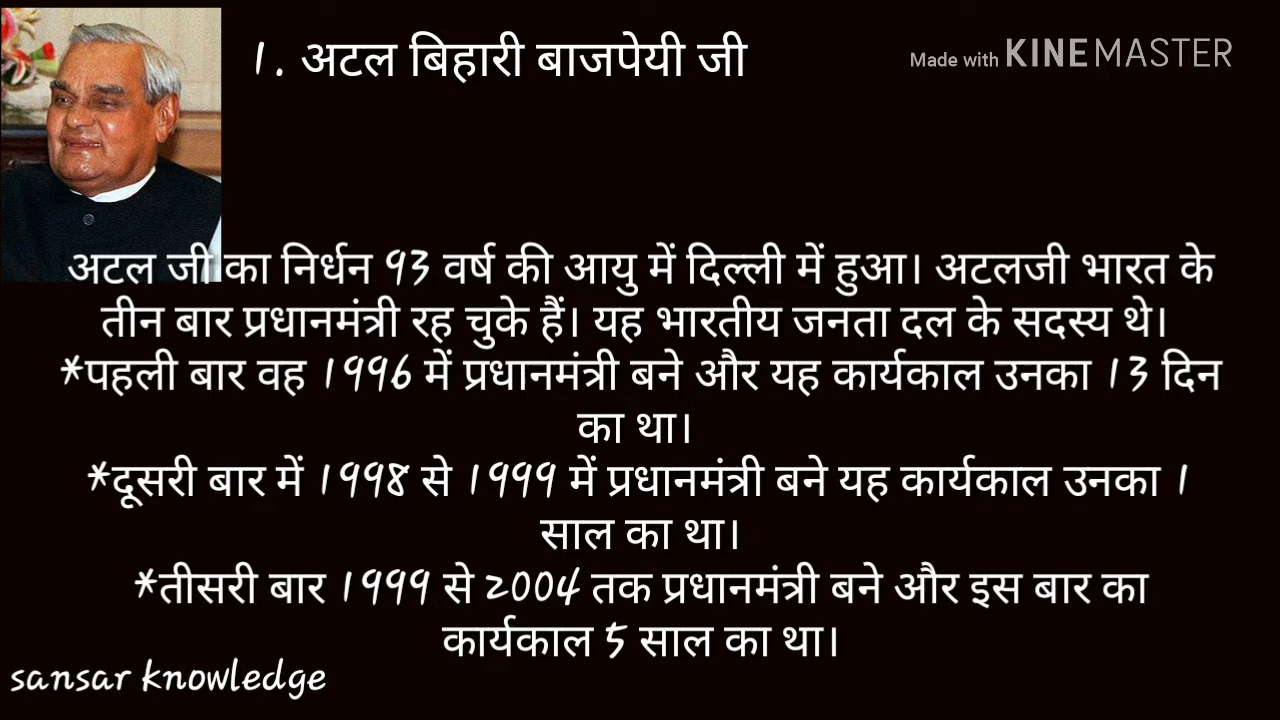 1. अटल बिहारी बाजपेयी जी
Made with KINEMASTER
अटल जी का निर्धन 93 वर्ष की आयु में दिल्ली में हुआ। अटलजी भारत के
तीन बार प्रधानमंत्री रह चुके हैं। यह भारतीय जनता दल के सदस्य थे।
*पहली बार वह 1996 में प्रधानमंत्री बने और यह कार्यकाल उनका 13 दिन
का था।
*दूसरी बार में 1998 से 1999 में प्रधानमंत्री बने यह कार्यकाल उनका 1
साल का था।
*तीसरी बार 1999 से 2004 तक प्रधानमंत्री बने और इस बार का
कार्यकाल 5 साल का था।
sansar knowledge